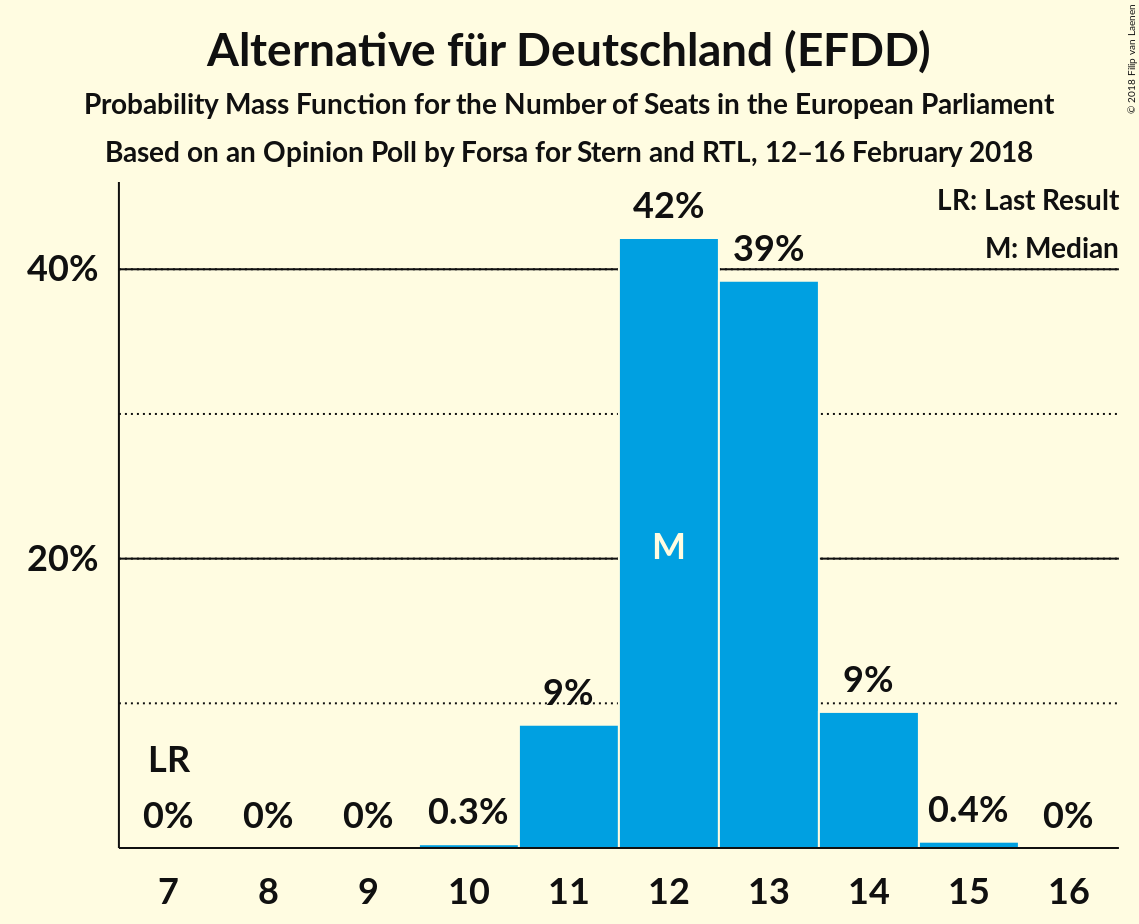 Alternative für Deutschland (EFDD)
Probability Mass Function for the Number of Seats in the European Parliament
Based on an Opinion Poll by Forsa for Stern and RTL, 12–16 February 2018
© 2018 Filip van Laenen
LR: Last Result
M: Median
42%
39%
40%
M
20%
9%
9%
LR
0%
0%
0%
0.3%
0.4%
0%
7
8
9
10
11
12
13
14
15
16